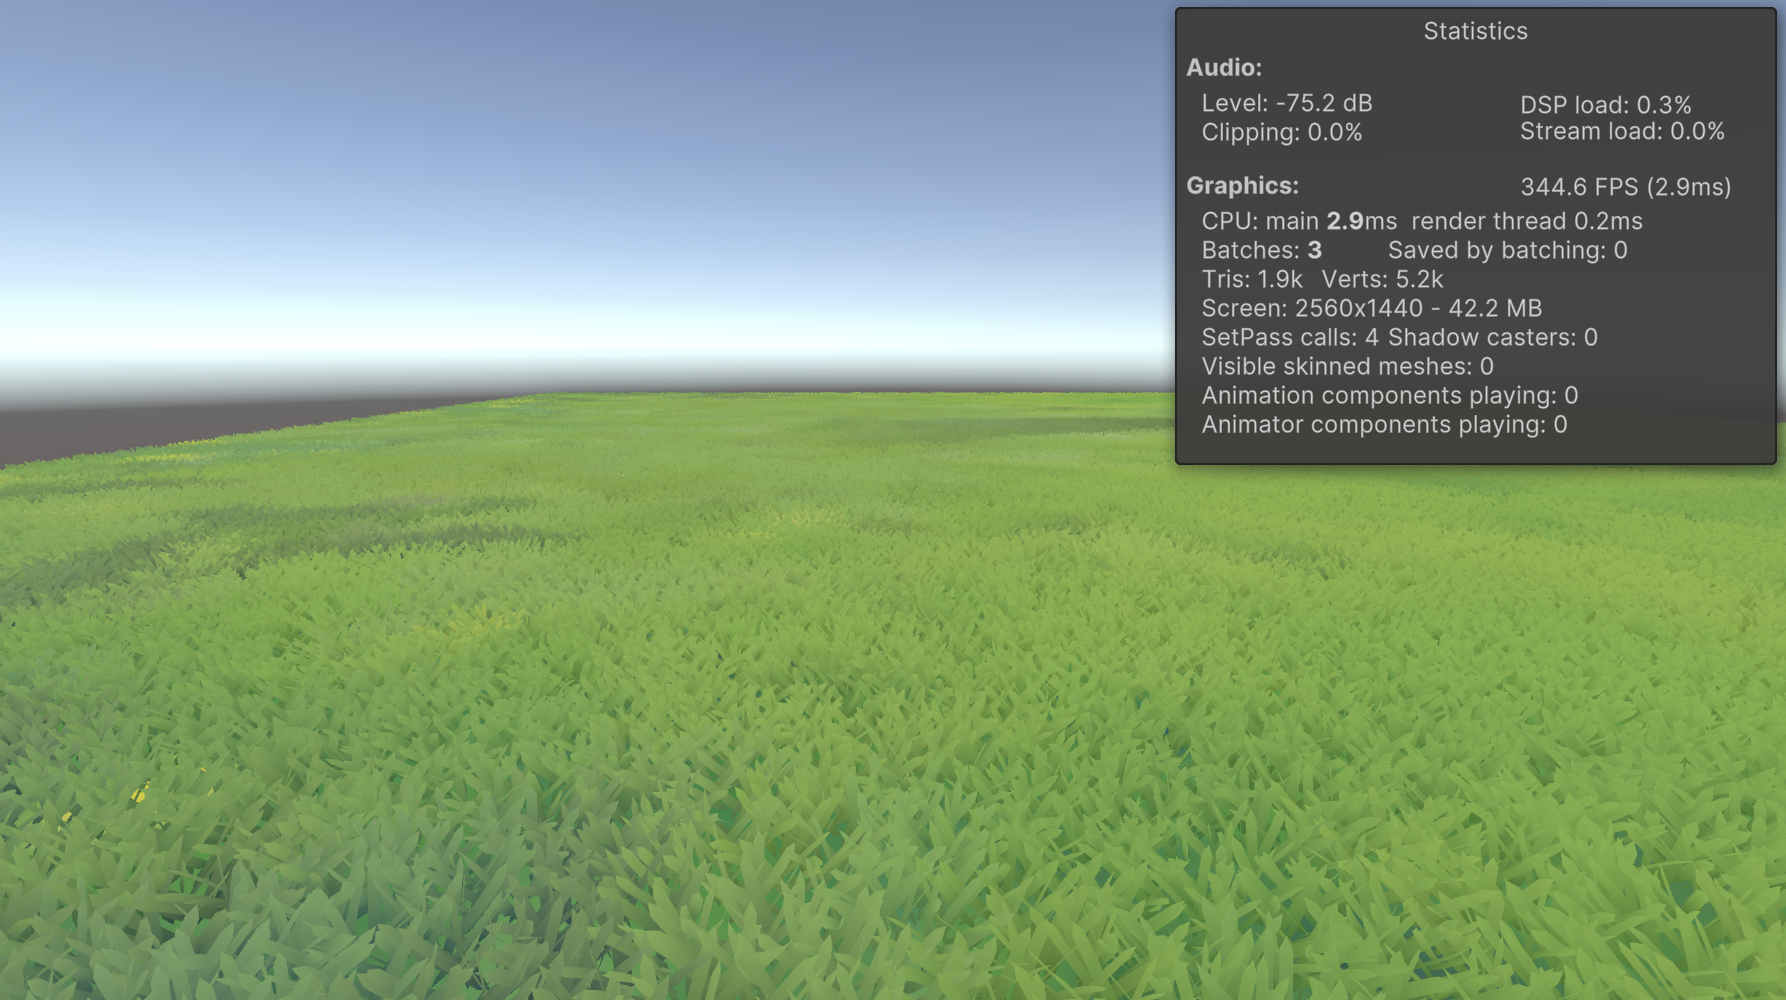 Statistics
Audio:
Level: -75.2 dB DSP load: 0.3%
Clipping: 0.0% Stream load: 0.0%
Graphics: 344.6 FPS (2.9ms)
CPU: main 2.9ms render thread 0.2ms
Batches: 3 Saved by batching: 0
Tris: 1.9k Verts: 5.2k
Screen: 2560x1440 - 42.2 MB
SetPass calls: 4 Shadow casters: 0
Visible skinned meshes: 0
Animation components playing: 0
Animator components playing: 0